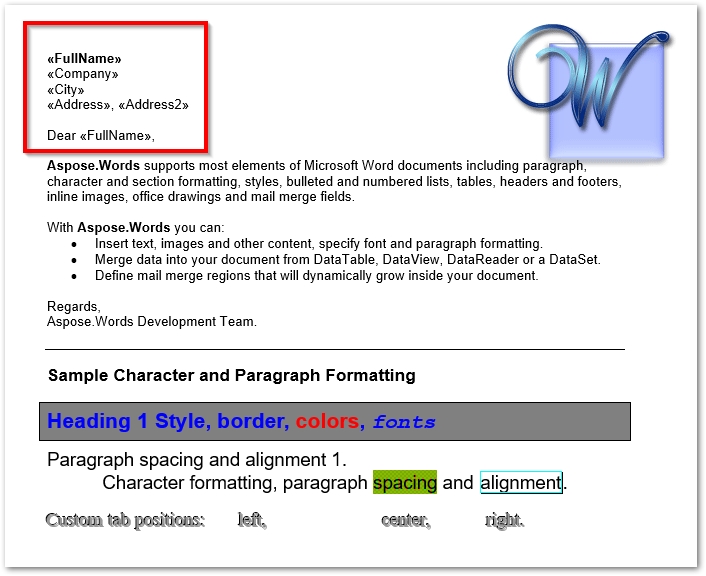 «FullName»
«Company»
«City»
«Address», «Address2»
Dear «FullName»,
Aspose.Words supports most elements of Microsoft Word documents including paragraph,
character and section formatting, styles, bulleted and numbered lists, tables, headers and footers,
inline images, office drawings and mail merge fields.
With Aspose.Words you can:
• Insert text, images and other content, specify font and paragraph formatting.
• Merge data into your document from DataTable, DataView, DataReader or a DataSet.
• Define mail merge regions that will dynamically grow inside your document.
Regards,
Aspose.Words Development Team.
Sample Character and Paragraph Formatting
Heading 1 Style, border, colors, fonts
Paragraph spacing and alignment 1.
Character formatting, paragraph spacing and alignment.
Custom tab positions: left, center, right.
W